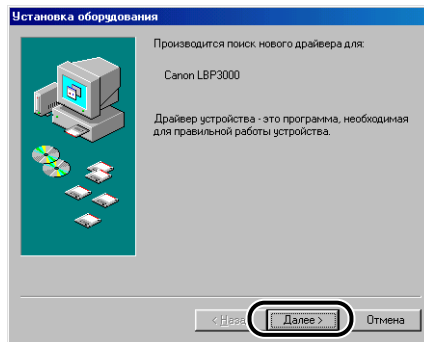 Установка оборудования
Производится поиск нового драйвера для:
Canon LBP3000
Драйвер устройства - это программа, необходимая
для правильной работы устройства.
Далее > Отмена